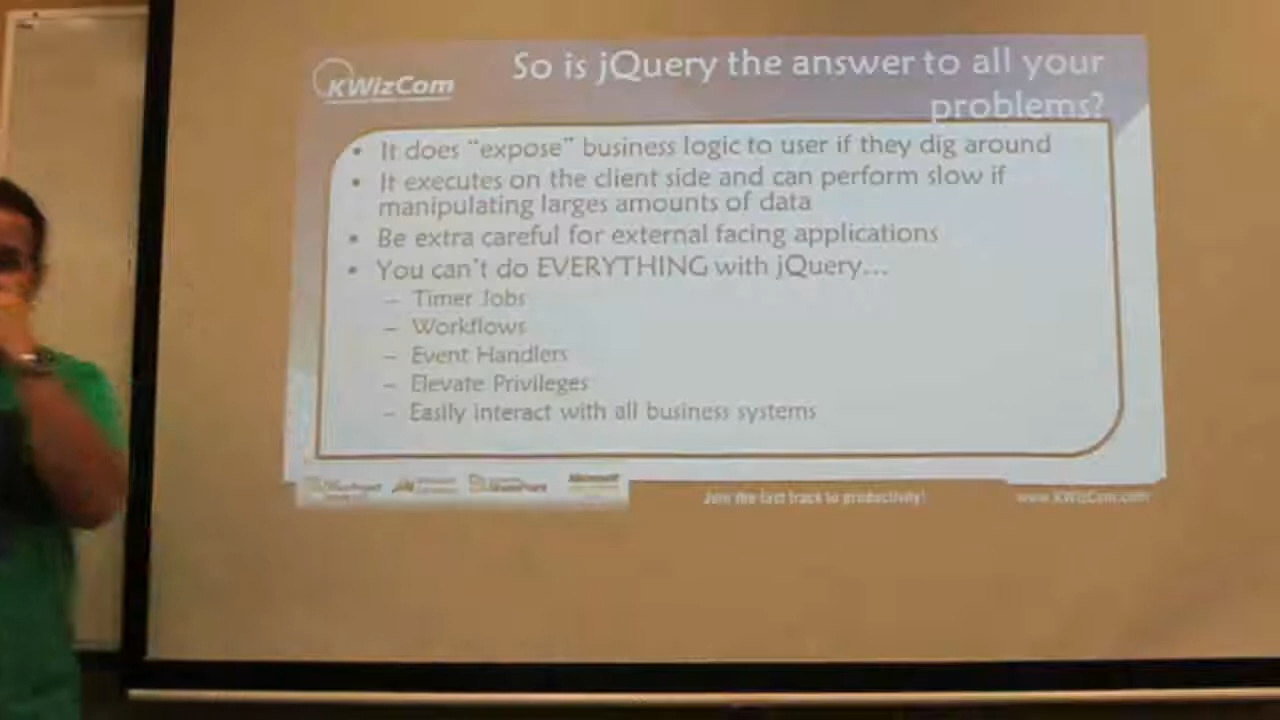 KWizCom
So is jQuery the answer to all your
problems?
• It does “expose” business logic to user if they dig around
• It executes on the client side and can perform slow if
manipulating larges amounts of data
• Be extra careful for external facing applications
• You can't do EVERYTHING with jQuery...
– Timer Jobs
– Workflows
– Event Handlers
– Elevate Privileges
– Easily interact with all business systems
Microsoft
Join the fast track to productivity!
www.KWizCom.com